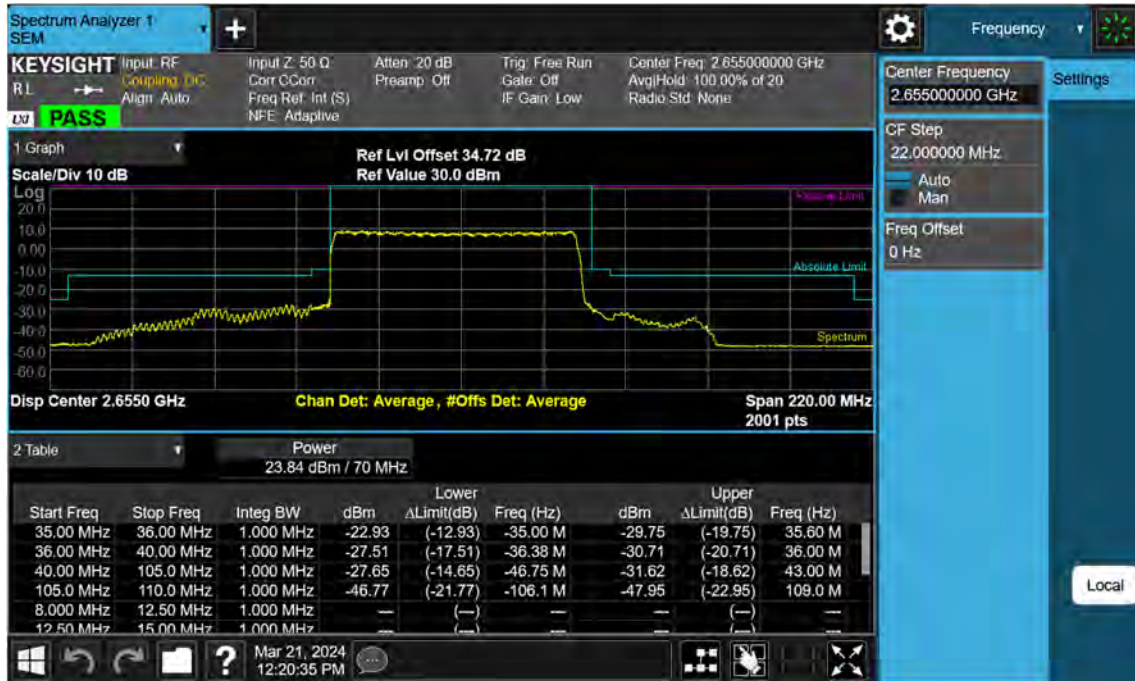 Spectrum Analyzer 1
SEM
+
Frequency
KEYSIGHT
RL
LXI
PASS
Input: RF
Coupling: DC
Align: Auto
Input Z: 50 Ω
Corr CCorr
Freq Ref: Int (S)
NFE: Adaptive
Atten: 20 dB
Preamp: Off
Trig: Free Run
Gate: Off
IF Gain: Low
Center Freq: 2.655000000 GHz
Avg|Hold: 100.00% of 20
Radio Std: None
Center Frequency
2.655000000 GHz
Settings
CF Step
22.000000 MHz
Auto
Man
Freq Offset
0 Hz
1 Graph
Scale/Div 10 dB
Ref Lvl Offset 34.72 dB
Ref Value 30.0 dBm
Log
20.0
10.0
0.00
-10.0
-20.0
-30.0
-40.0
-50.0
-60.0
Limit
Absolute Limit
Spectrum
Disp Center 2.6550 GHz
Chan Det: Average, #Offs Det: Average
Span 220.00 MHz
2001 pts
2 Table
Power
23.84 dBm / 70 MHz
Lower Upper
Start Freq Stop Freq Integ BW dBm ΔLimit(dB) Freq (Hz) dBm ΔLimit(dB) Freq (Hz)
35.00 MHz 36.00 MHz 1.000 MHz -22.93 (-12.93) -35.00 M -29.75 (-19.75) 35.60 M
36.00 MHz 40.00 MHz 1.000 MHz -27.51 (-17.51) -36.38 M -30.71 (-20.71) 36.00 M
40.00 MHz 105.0 MHz 1.000 MHz -27.65 (-14.65) -46.75 M -31.62 (-18.62) 43.00 M
105.0 MHz 110.0 MHz 1.000 MHz -46.77 (-21.77) -106.1 M -47.95 (-22.95) 109.0 M
8.000 MHz 12.50 MHz 1.000 MHz --- (---) --- --- (---) ---
12.50 MHz 15.00 MHz 1.000 MHz --- (---) --- --- (---) ---
Local
?
Mar 21, 2024
12:20:35 PM